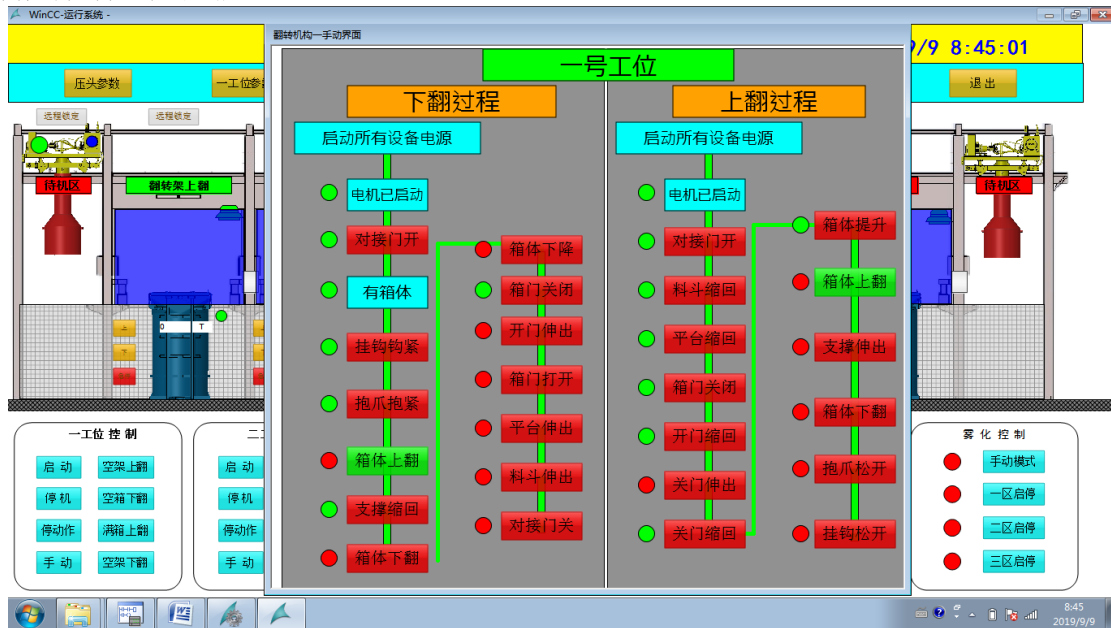 WinCC-运行系统 -
翻转机构一手动界面
/9 8:45:01
压头参数
一工位参
退出
远程锁定
远程锁定
待机区
翻转架上翻
待机区
0 T
上
下
一号工位
下翻过程
启动所有设备电源
电机已启动
对接门开
有箱体
挂钩钩紧
抱爪抱紧
箱体上翻
支撑缩回
箱体下翻
箱体下降
箱门关闭
开门伸出
箱门打开
平台伸出
料斗伸出
对接门关
上翻过程
启动所有设备电源
电机已启动
对接门开
料斗缩回
平台缩回
箱门关闭
开门缩回
关门伸出
关门缩回
箱体提升
箱体上翻
支撑伸出
箱体下翻
抱爪松开
挂钩松开
一工位 控 制
启 动
空架上翻
停 机
空箱下翻
停动作
满箱上翻
手 动
空架下翻
二
启 动
停机
停动作
手 动
雾 化 控 制
手动模式
一区启停
二区启停
三区启停
8:45
2019/9/9